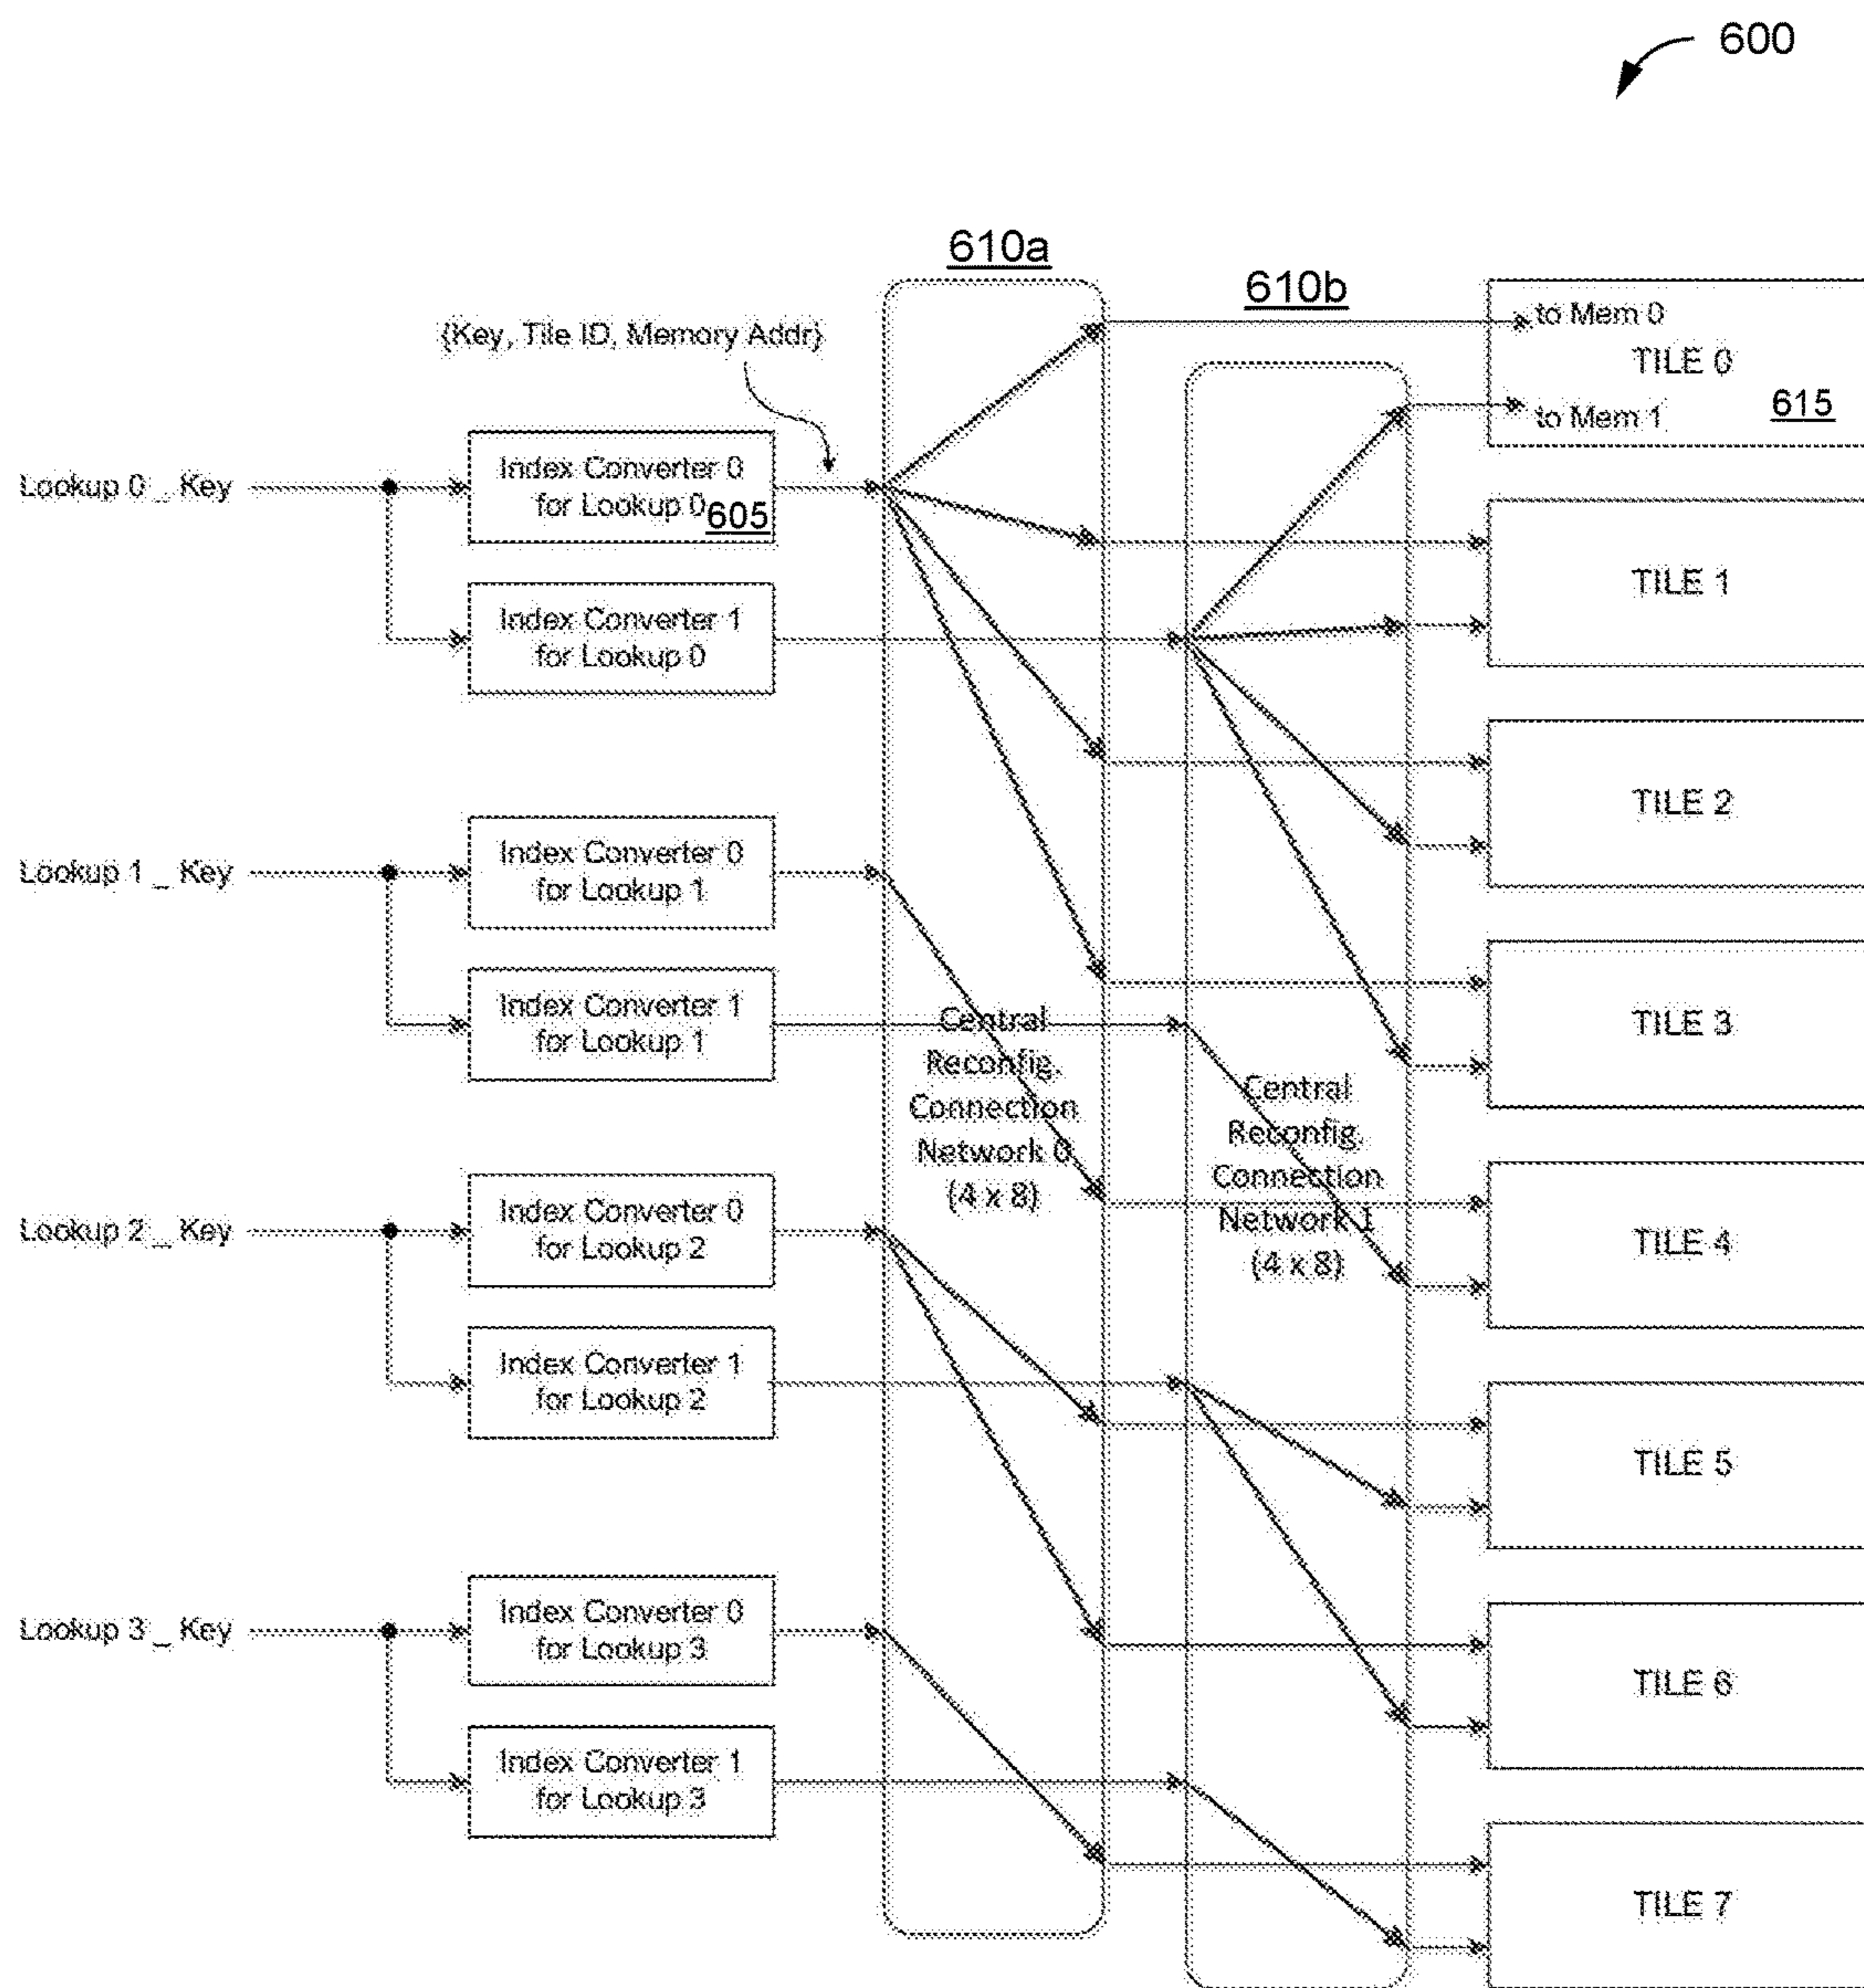 600
610a
610b
{Key, Tile ID, Memory Addr}
to Mem 0
TILE 0
to Mem 1
615
Lookup 0 _ Key
Index Converter 0
for Lookup 0
605
Index Converter 1
for Lookup 0
TILE 1
TILE 2
Lookup 1 _ Key
Index Converter 0
for Lookup 1
Index Converter 1
for Lookup 1
Central
Reconfig.
Connection
Network 0
(4 x 8)
Central
Reconfig.
Connection
Network 1
(4 x 8)
TILE 3
TILE 4
Lookup 2 _ Key
Index Converter 0
for Lookup 2
Index Converter 1
for Lookup 2
TILE 5
TILE 6
Lookup 3 _ Key
Index Converter 0
for Lookup 3
Index Converter 1
for Lookup 3
TILE 7